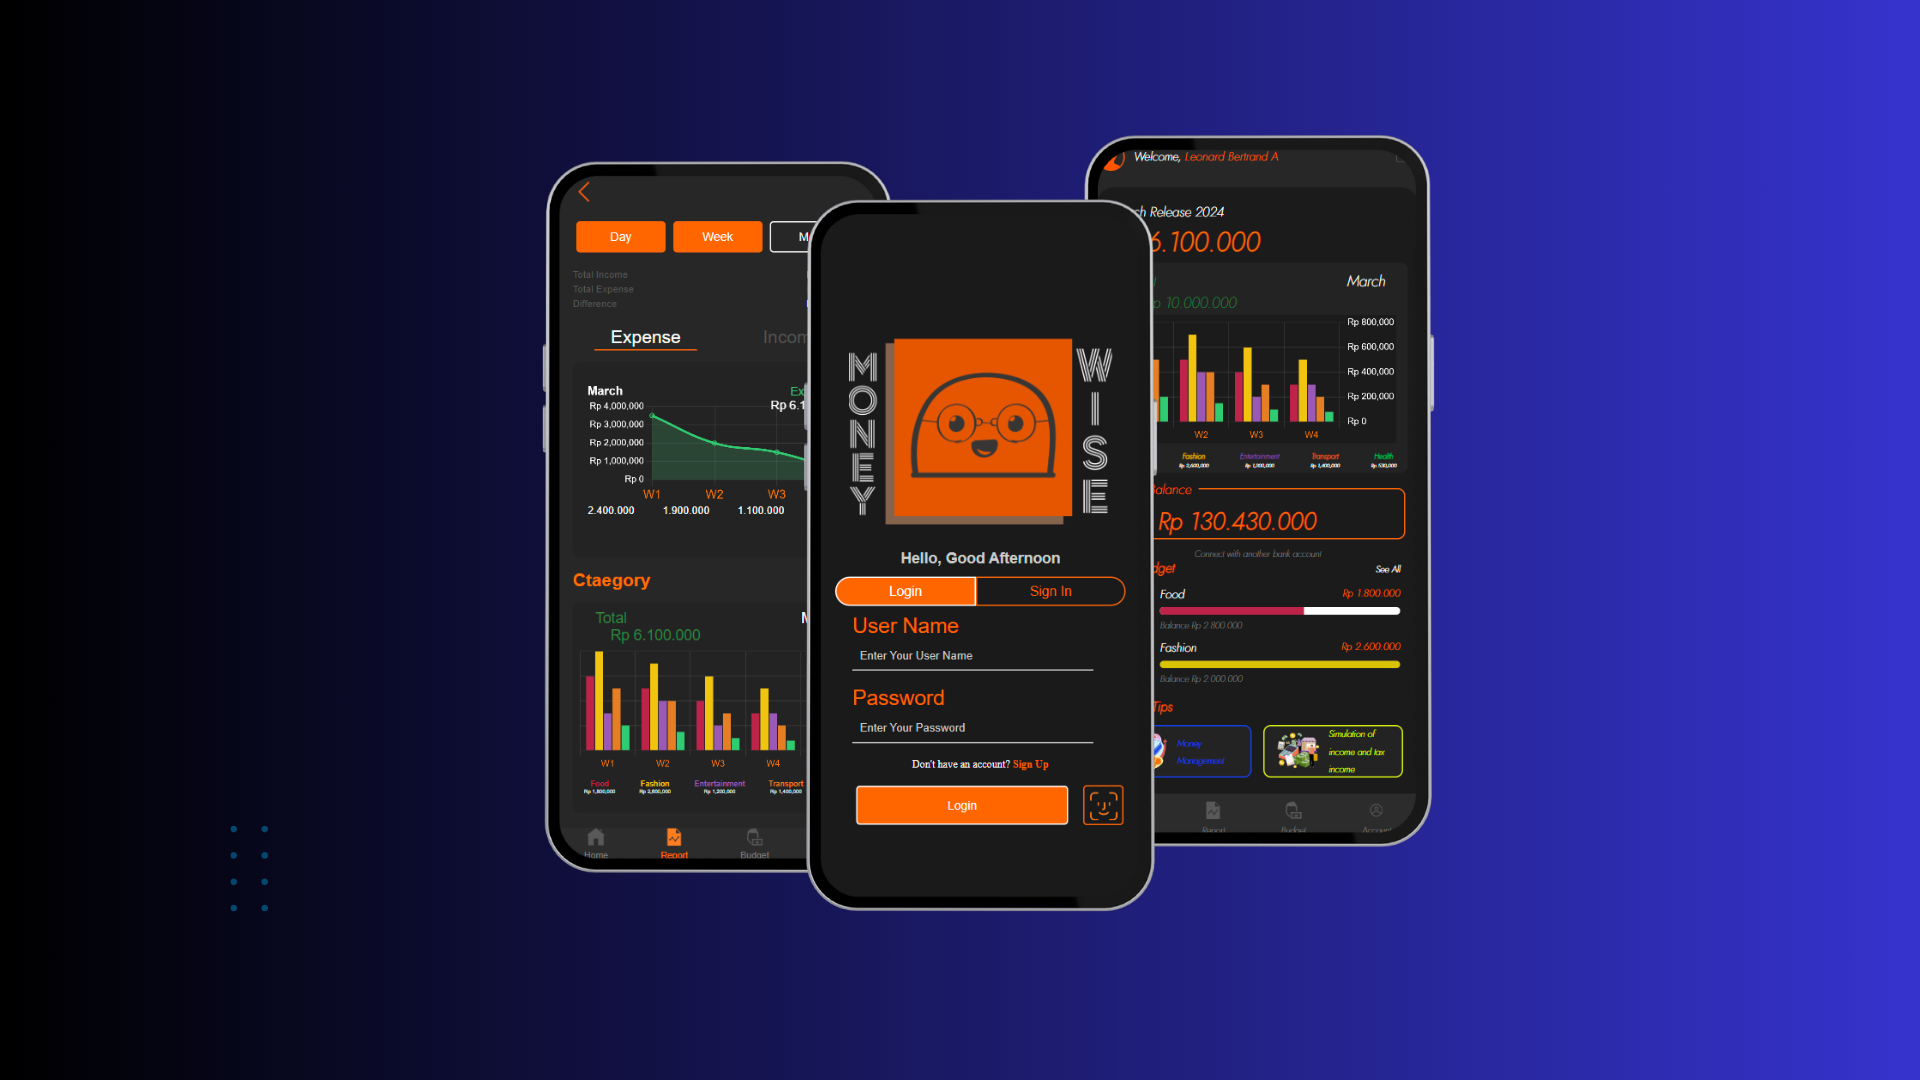 Day
Week
Total Income
Total Expense
Difference
Expense
March
Rp 4,000,000
Rp 3,000,000
Rp 2,000,000
Rp 1,000,000
Rp 0
W1 W2 W3
2.400.000 1.900.000 1.100.000
Ctaegory
Total
Rp 6.100.000
W1 W2 W3 W4
Food Fashion Entertainment Transport
Rp 1,200,000 Rp 1,400,000
Home Report Budget
MONEY
WISE
Hello, Good Afternoon
Login Sign In
User Name
Enter Your User Name
Password
Enter Your Password
Don't have an account? Sign Up
Login
Welcome, Leonard Bertrand A
Release 2024
6.100.000
March
10.000.000
Rp 800,000
Rp 600,000
Rp 400,000
Rp 200,000
Rp 0
W2 W3 W4
Fashion Entertainment Transport Health
Rp 2,600,000 Rp 1,200,000 Rp 1,400,000 Rp 530,000
Rp 130.430.000
Connect with another bank account
See All
Food Rp 1.800.000
Balance Rp 2.800.000
Fashion Rp 2.600.000
Balance Rp 2.000.000
Tips
Money
Management
Simulation of
income and tax
income
Report Budget Account